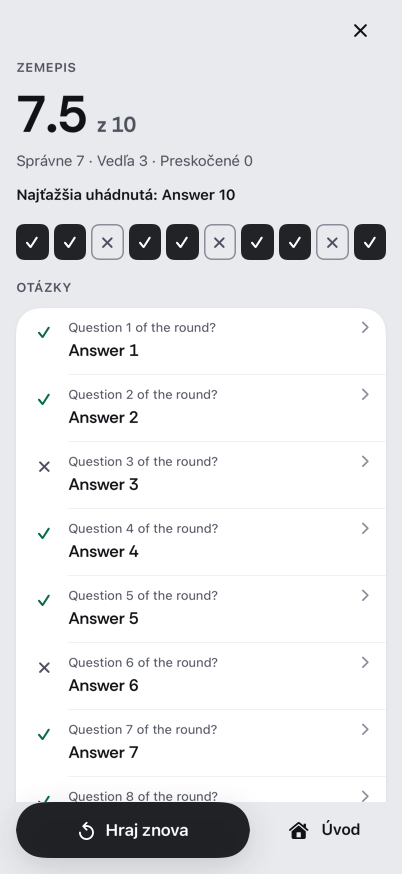 ZEMEPIS
7.5 z 10
Správne 7 · Vedľa 3 · Preskočené 0
Najťažšia uhádnutá: Answer 10
OTÁZKY
Question 1 of the round?
Answer 1
Question 2 of the round?
Answer 2
Question 3 of the round?
Answer 3
Question 4 of the round?
Answer 4
Question 5 of the round?
Answer 5
Question 6 of the round?
Answer 6
Question 7 of the round?
Answer 7
Question 8 of the round?
Hraj znova
Úvod